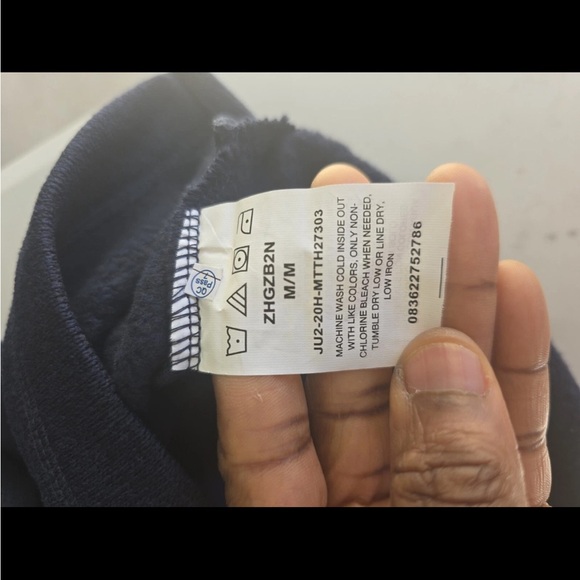 ZHGZB2N
M/M
JU2-20H-MTTH27303
MACHINE WASH COLD INSIDE OUT
WITH LIKE COLORS, ONLY NON-
CHLORINE BLEACH WHEN NEEDED,
TUMBLE DRY LOW OR LINE DRY,
LOW IRON
083622752786
QC
Pass